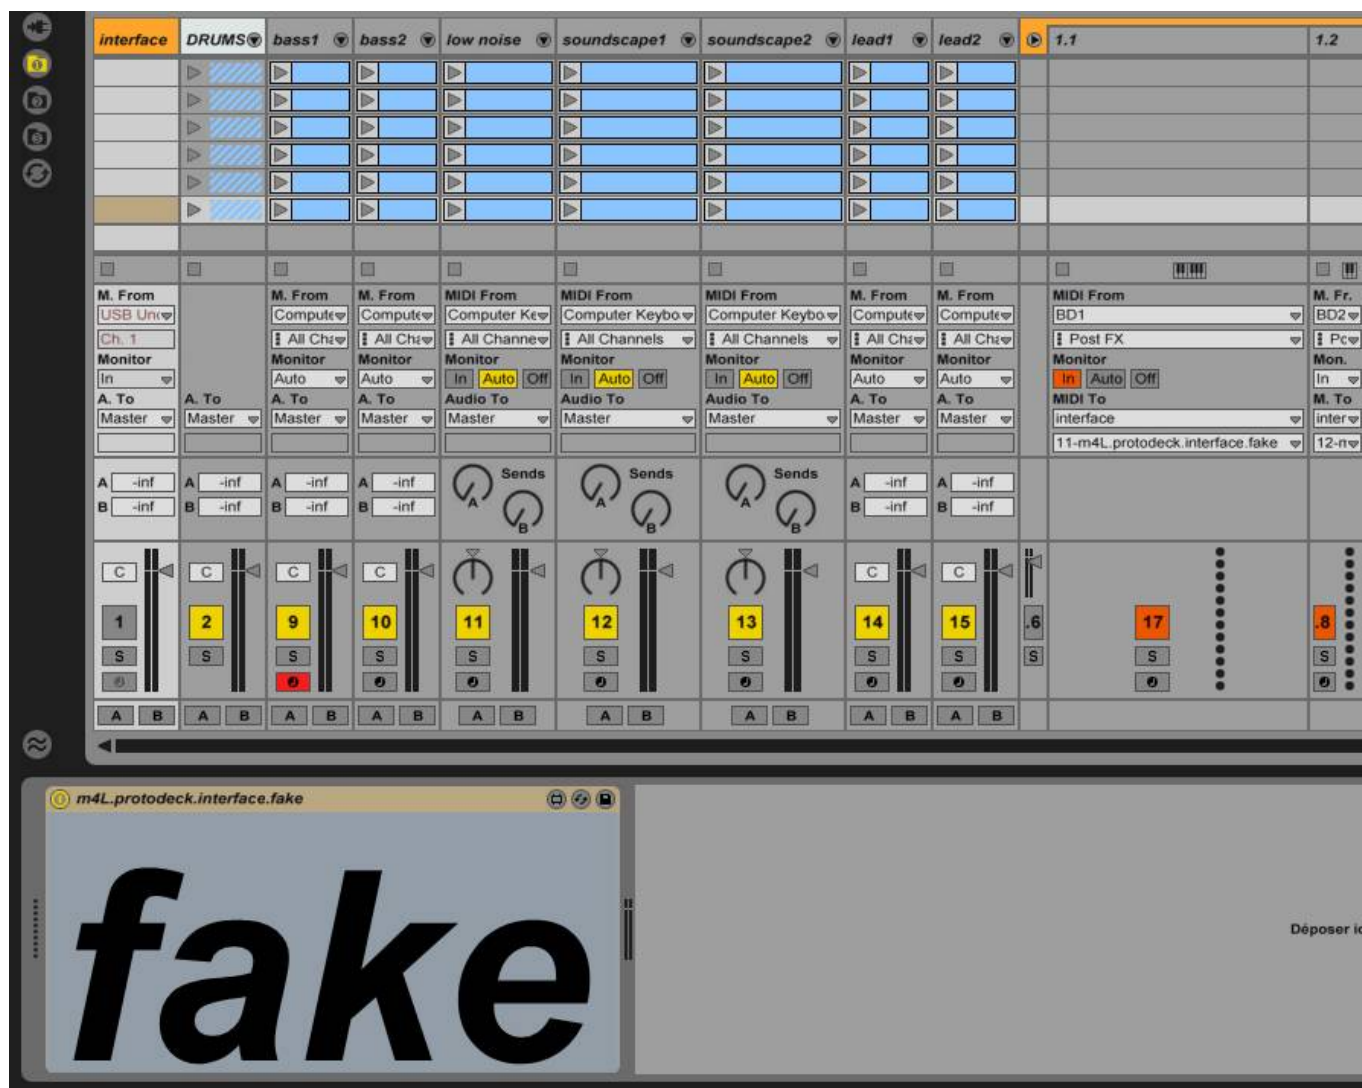 interface DRUMS bass1 bass2 low noise soundscape1 soundscape2 lead1 lead2 1.1 1.2
M. From M. From M. From MIDI From MIDI From MIDI From M. From M. From MIDI From M. Fr.
USB Un Compute Compute Computer Ke Computer Keybo Computer Keybo Compute Compute BD1 BD2
Ch. 1 All Cha All Cha All Channe All Channels All Channels All Cha All Cha Post FX Pc
Monitor Monitor Monitor Monitor Monitor Monitor Monitor Monitor Monitor Mon.
In Auto Auto In Auto Off In Auto Off In Auto Off Auto Auto In Auto Off In
A. To A. To A. To A. To Audio To Audio To Audio To A. To A. To MIDI To M. To
Master Master Master Master Master Master Master Master Master interface inter
11-m4L.protodeck.interface.fake 12-n
Sends Sends Sends
A -inf A -inf A -inf A -inf A A A A -inf A -inf
B -inf B -inf B -inf B -inf B B B B -inf B -inf
C C C C C C
1 2 9 10 11 12 13 14 15 .6 17 .8
S S S S S S S S S S S S
A B A B A B A B A B A B A B A B A B
m4L.protodeck.interface.fake
fake
Déposer ic